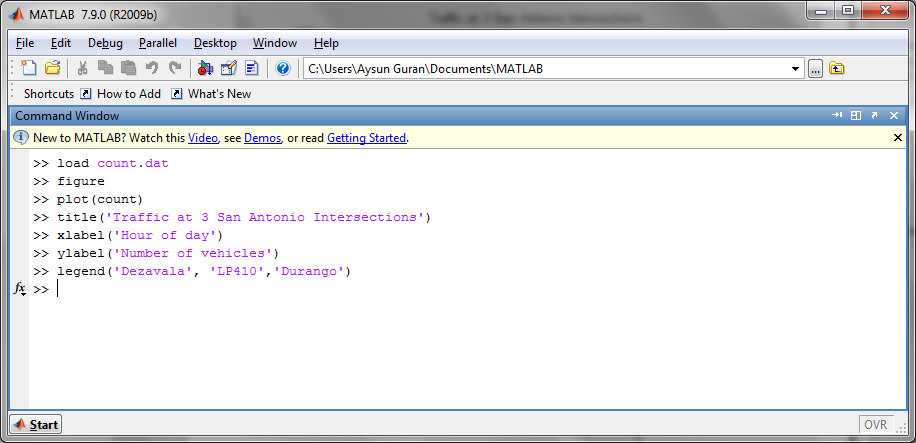 Traffic at 3 San Antonio Intersections
MATLAB 7.9.0 (R2009b)
File Edit Debug Parallel Desktop Window Help
C:\Users\Aysun Guran\Documents\MATLAB
...
Shortcuts How to Add What's New
Command Window
New to MATLAB? Watch this Video, see Demos, or read Getting Started.
>> load count.dat
>> figure
>> plot(count)
>> title('Traffic at 3 San Antonio Intersections')
>> xlabel('Hour of day')
>> ylabel('Number of vehicles')
>> legend('Dezavala', 'LP410','Durango')
fx >>
Start
OVR